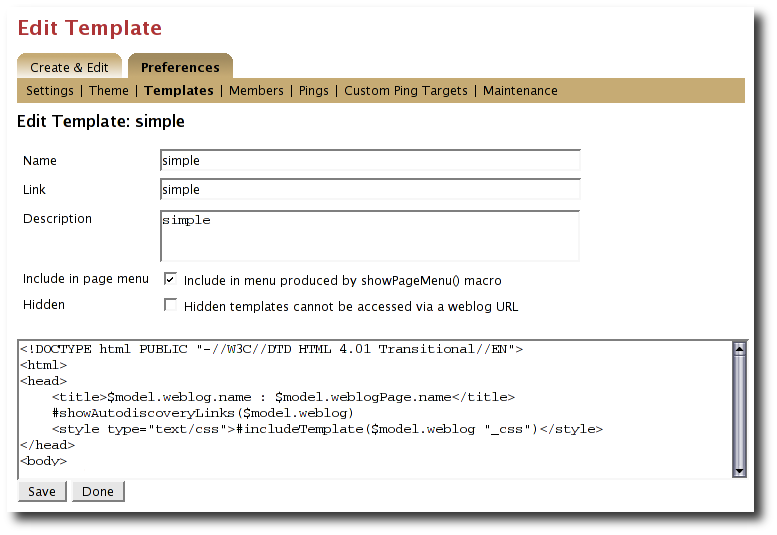 Edit Template
Create & Edit Preferences
Settings | Theme | Templates | Members | Pings | Custom Ping Targets | Maintenance
Edit Template: simple
Name simple
Link simple
Description simple
Include in page menu Include in menu produced by showPageMenu() macro
Hidden Hidden templates cannot be accessed via a weblog URL
<!DOCTYPE html PUBLIC "-//W3C//DTD HTML 4.01 Transitional//EN">
<html>
<head>
    <title>$model.weblog.name : $model.weblogPage.name</title>
    #showAutodiscoveryLinks($model.weblog)
    <style type="text/css">#includeTemplate($model.weblog "_css")</style>
</head>
<body>
Save Done